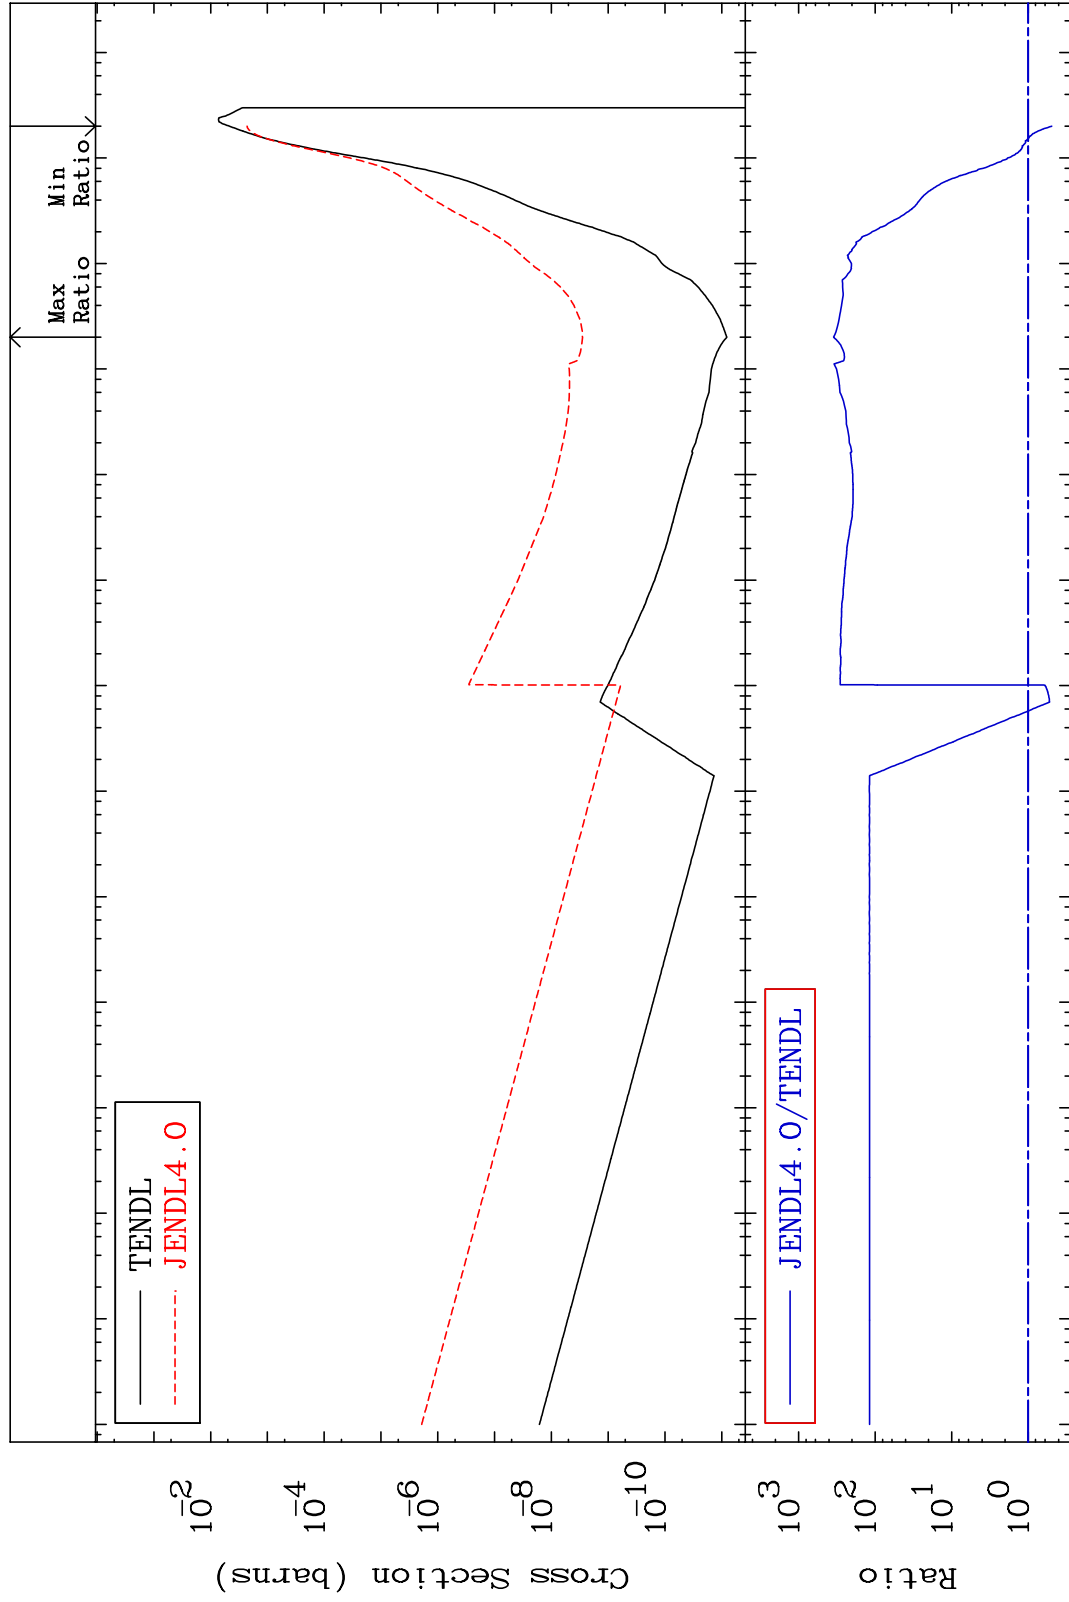 Max
Ratio
Min
Ratio
TENDL
JENDL4.0
10^-2
10^-4
10^-6
10^-8
10^-10
Cross Section (barns)
JENDL4.0/TENDL
10^3
10^2
10^1
10^0
Ratio